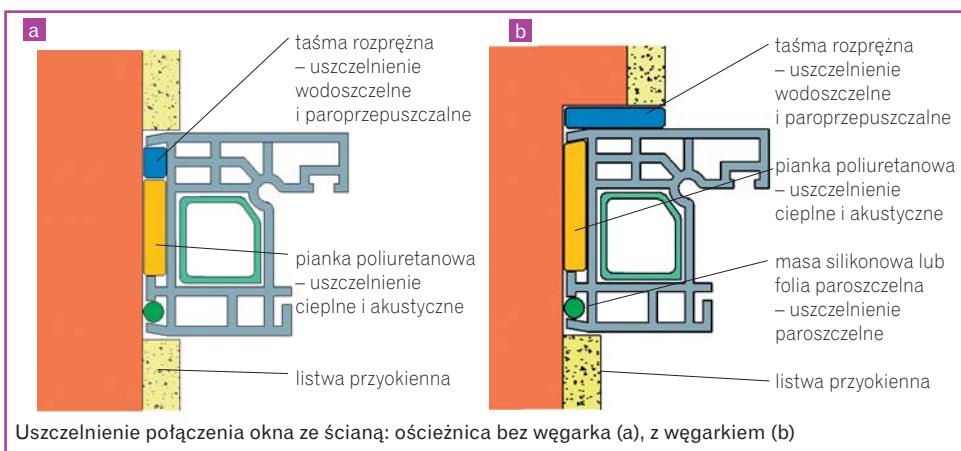 a
taśma rozprężna
– uszczelnienie
wodoszczelne
i paroprzepuszczalne
pianka poliuretanowa
– uszczelnienie
cieplne i akustyczne
listwa przyokienna
b
taśma rozprężna
– uszczelnienie
wodoszczelne
i paroprzepuszczalne
pianka poliuretanowa
– uszczelnienie
cieplne i akustyczne
masa silikonowa lub
folia paroszczelna
– uszczelnienie
paroszczelne
listwa przyokienna
Uszczelnienie połączenia okna ze ścianą: ościeżnica bez węgarka (a), z węgarkiem (b)